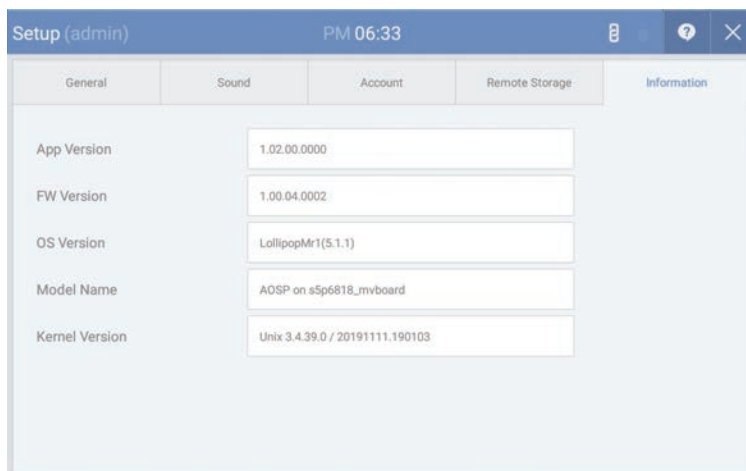 Setup (admin)
PM 06:33
General
Sound
Account
Remote Storage
Information
App Version
1.02.00.0000
FW Version
1.00.04.0002
OS Version
LollipopMr1(5.1.1)
Model Name
AOSP on s5p6818_mvboard
Kernel Version
Unix 3.4.39.0 / 20191111.190103